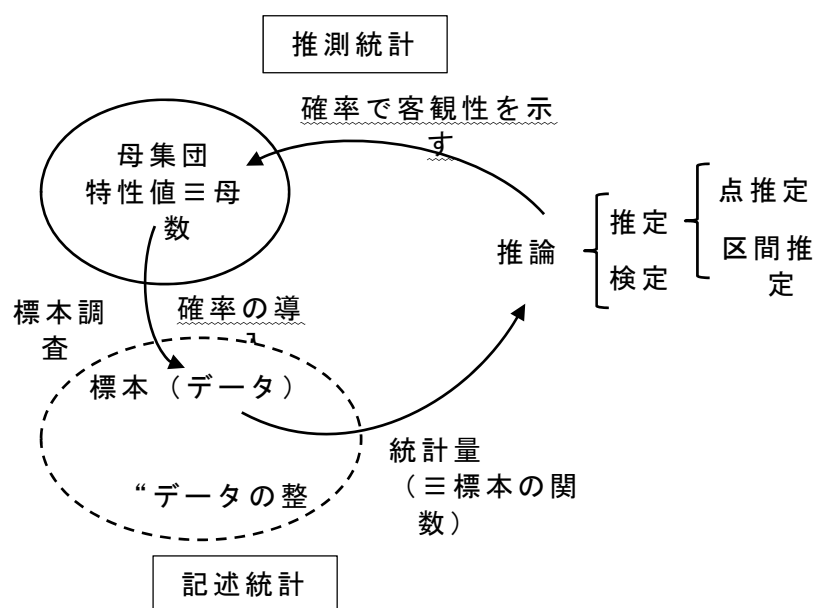 推測統計
確率で客観性を示
す
母集団
特性値≡母
数
推論
推定
検定
点推定
区間推
定
標本調
査
確率の導
標本（データ）
“データの整
統計量
（≡標本の関
数）
記述統計